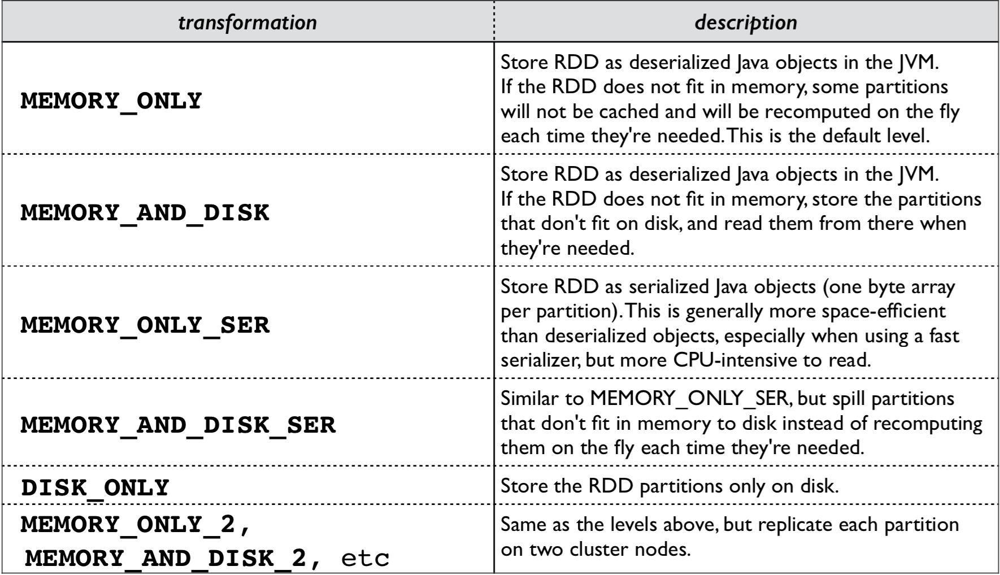 transformation
description
MEMORY_ONLY
Store RDD as deserialized Java objects in the JVM.
If the RDD does not fit in memory, some partitions
will not be cached and will be recomputed on the fly
each time they're needed. This is the default level.
MEMORY_AND_DISK
Store RDD as deserialized Java objects in the JVM.
If the RDD does not fit in memory, store the partitions
that don't fit on disk, and read them from there when
they're needed.
MEMORY_ONLY_SER
Store RDD as serialized Java objects (one byte array
per partition). This is generally more space-efficient
than deserialized objects, especially when using a fast
serializer, but more CPU-intensive to read.
MEMORY_AND_DISK_SER
Similar to MEMORY_ONLY_SER, but spill partitions
that don't fit in memory to disk instead of recomputing
them on the fly each time they're needed.
DISK_ONLY
Store the RDD partitions only on disk.
MEMORY_ONLY_2,
MEMORY_AND_DISK_2, etc
Same as the levels above, but replicate each partition
on two cluster nodes.